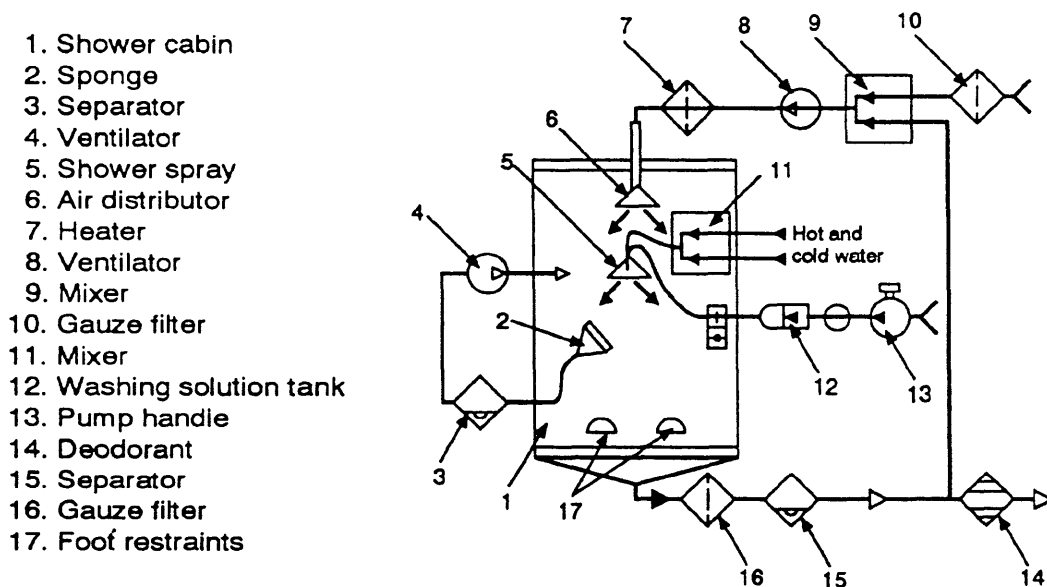 1. Shower cabin
2. Sponge
3. Separator
4. Ventilator
5. Shower spray
6. Air distributor
7. Heater
8. Ventilator
9. Mixer
10. Gauze filter
11. Mixer
12. Washing solution tank
13. Pump handle
14. Deodorant
15. Separator
16. Gauze filter
17. Foot restraints
7
8
9
10
6
5
11
4
Hot and
cold water
2
12
13
3
1
17
16
15
14